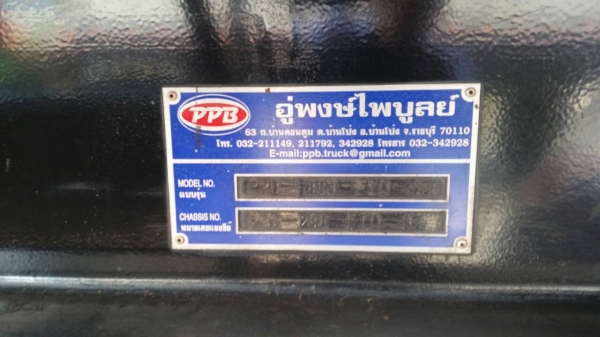 PPB
อู่พงษ์ไพบูลย์
63 ถ.บ้านดอนตูม ต.บ้านโป่ง อ.บ้านโป่ง จ.ราชบุรี 70110
โทร. 032-211149, 211792, 342928 โทรสาร 032-342928
E-mail:ppb.truck@gmail.com
MODEL NO.
แบบรุ่น
CHASSIS NO.
หมายเลขแชชซีย์